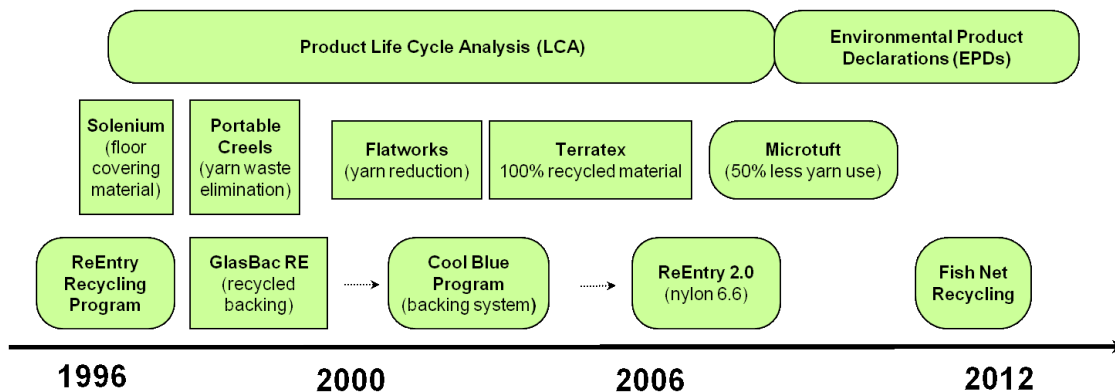 Product Life Cycle Analysis (LCA)
Environmental Product
Declarations (EPDs)
Solenium
(floor
covering
material)
Portable
Creels
(yarn waste
elimination)
Flatworks
(yarn reduction)
Terratex
100% recycled material
Microtuft
(50% less yarn use)
ReEntry
Recycling
Program
GlasBac RE
(recycled
backing)
Cool Blue
Program
(backing system)
ReEntry 2.0
(nylon 6.6)
Fish Net
Recycling
1996
2000
2006
2012